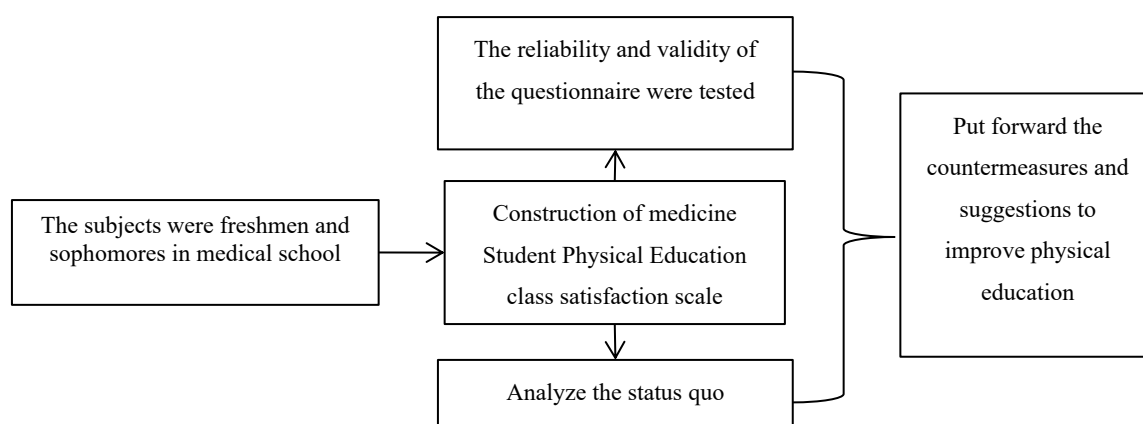 The subjects were freshmen and
sophomores in medical school
The reliability and validity of
the questionnaire were tested
Construction of medicine
Student Physical Education
class satisfaction scale
Analyze the status quo
Put forward the
countermeasures and
suggestions to
improve physical
education